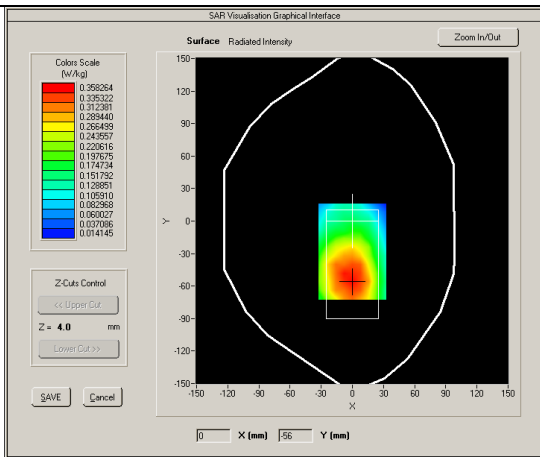 SAR Visualisation Graphical Interface
Surface Radiated Intensity
Zoom In/Out
Colors Scale
(W/kg)
0.358264
0.335322
0.312381
0.289440
0.266499
0.243557
0.220616
0.197675
0.174734
0.151792
0.128851
0.105910
0.082968
0.060027
0.037086
0.014145
Z-Cuts Control
<< Upper Cut
Z = 4.0 mm
Lower Cut >>
SAVE Cancel
150-
120-
90-
60-
30-
Y 0-
-30-
-60-
-90-
-120-
-150-
-150 -120 -90 -60 -30 0 30 60 90 120 150
X
0 X (mm) -56 Y (mm)